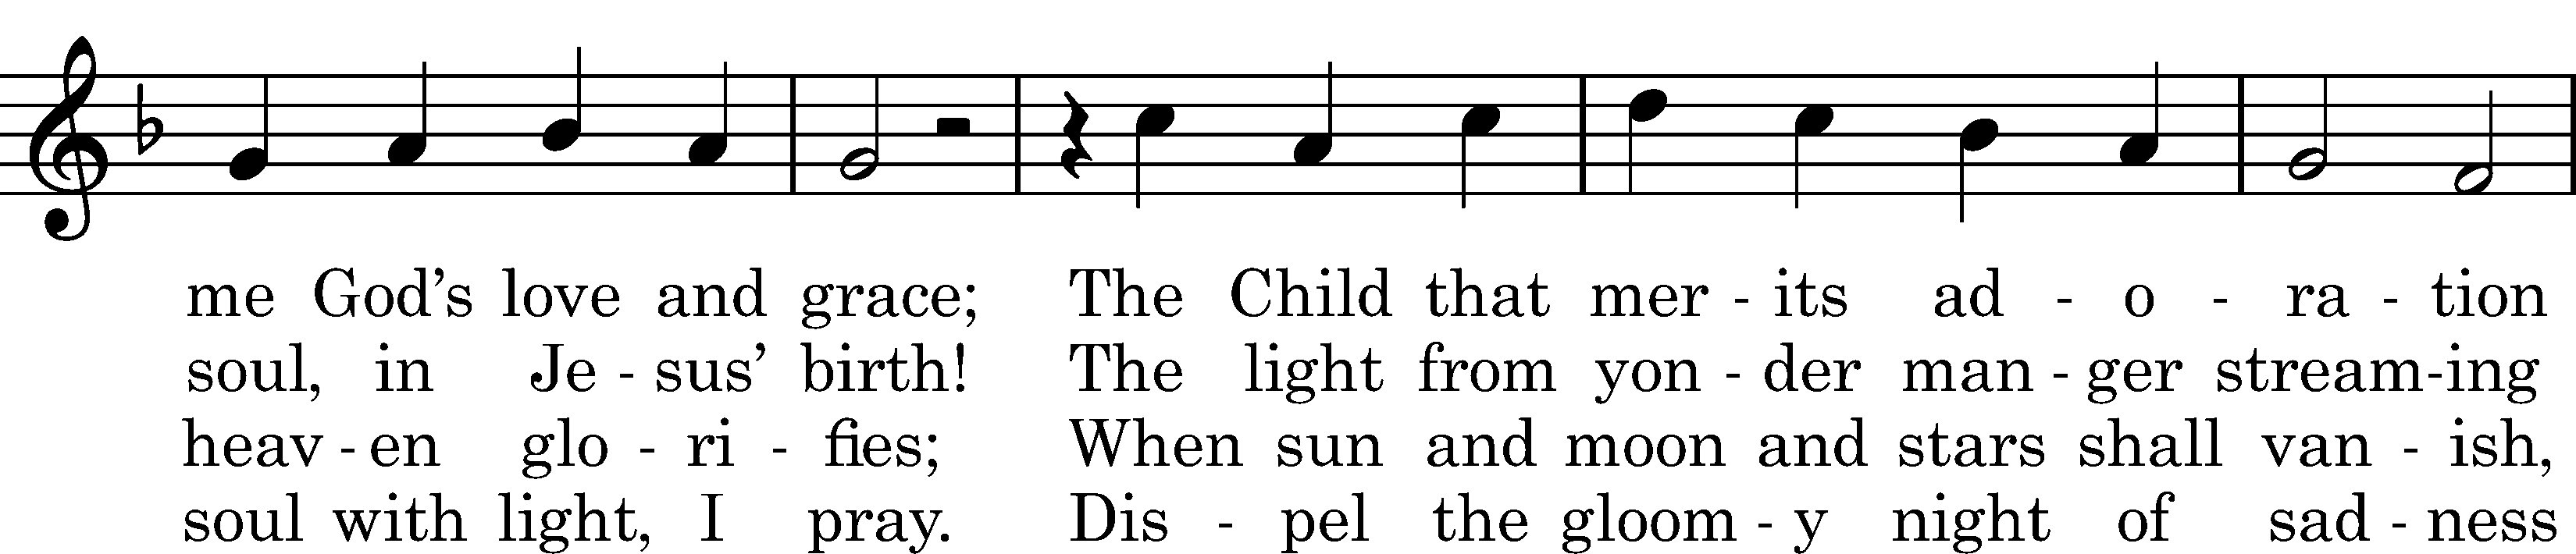 me God's love and grace; The Child that mer - its ad - o - ra - tion
soul, in Je - sus' birth! The light from yon - der man - ger stream-ing
heav - en glo - ri - fies; When sun and moon and stars shall van - ish,
soul with light, I pray. Dis - pel the gloom - y night of sad - ness